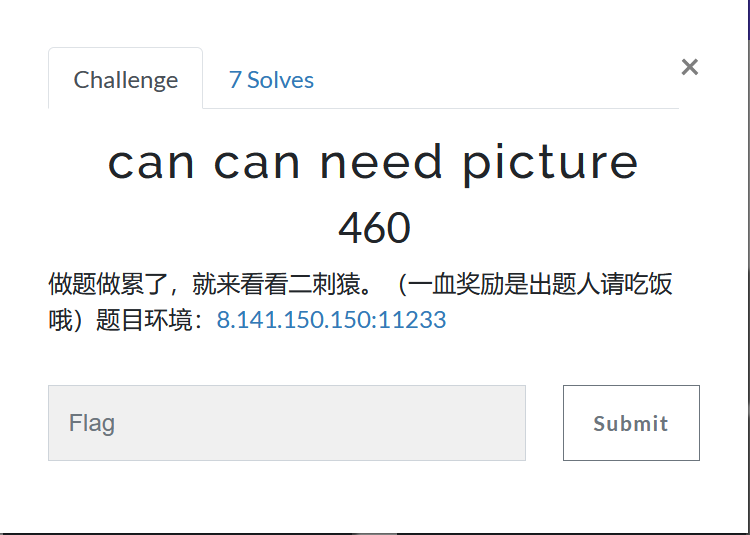 Challenge
7 Solves
×
can can need picture
460
做题做累了，就来看看二刺猿。（一血奖励是出题人请吃饭
哦）题目环境：8.141.150.150:11233
Flag
Submit